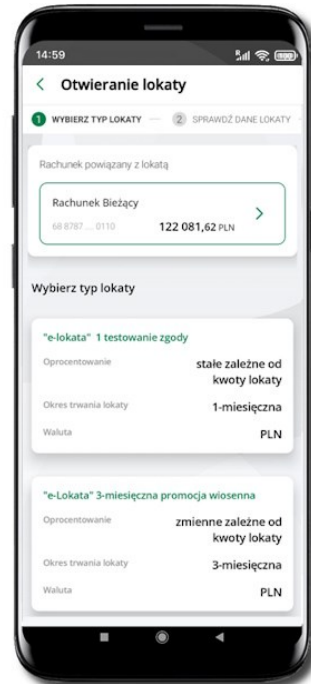 14:59
Otwieranie lokaty
1 WYBIERZ TYP LOKATY 2 SPRAWDŹ DANE LOKATY
Rachunek powiązany z lokatą
Rachunek Bieżący
68 8787 ... 0110 122 081,62 PLN
Wybierz typ lokaty
"e-lokata" 1 testowanie zgody
Oprocentowanie stałe zależne od
kwoty lokaty
Okres trwania lokaty 1-miesięczna
Waluta PLN
"e-Lokata" 3-miesięczna promocja wiosenna
Oprocentowanie zmienne zależne od
kwoty lokaty
Okres trwania lokaty 3-miesięczna
Waluta PLN